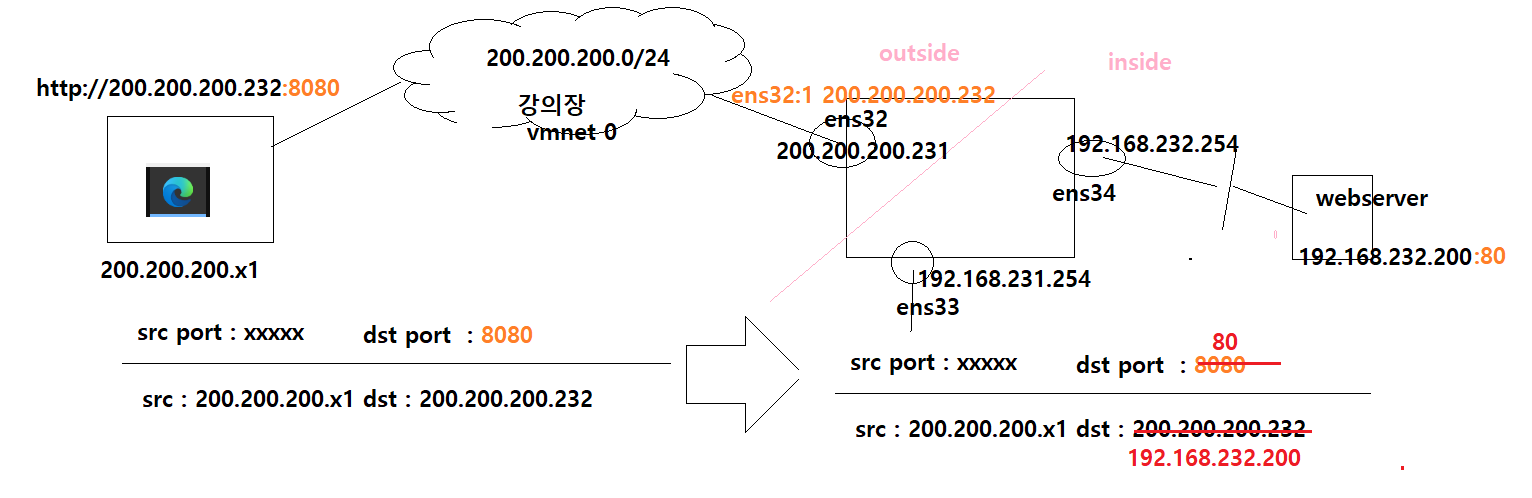 200.200.200.0/24
강의장
vmnet 0
http://200.200.200.232:8080
200.200.200.x1
outside
inside
ens32:1 200.200.200.232
ens32
200.200.200.231
192.168.232.254
ens34
webserver
192.168.232.200:80
192.168.231.254
ens33
src port : xxxxx dst port : 8080
src : 200.200.200.x1 dst : 200.200.200.232
80
src port : xxxxx dst port : 8080
src : 200.200.200.x1 dst : 200.200.200.232
192.168.232.200